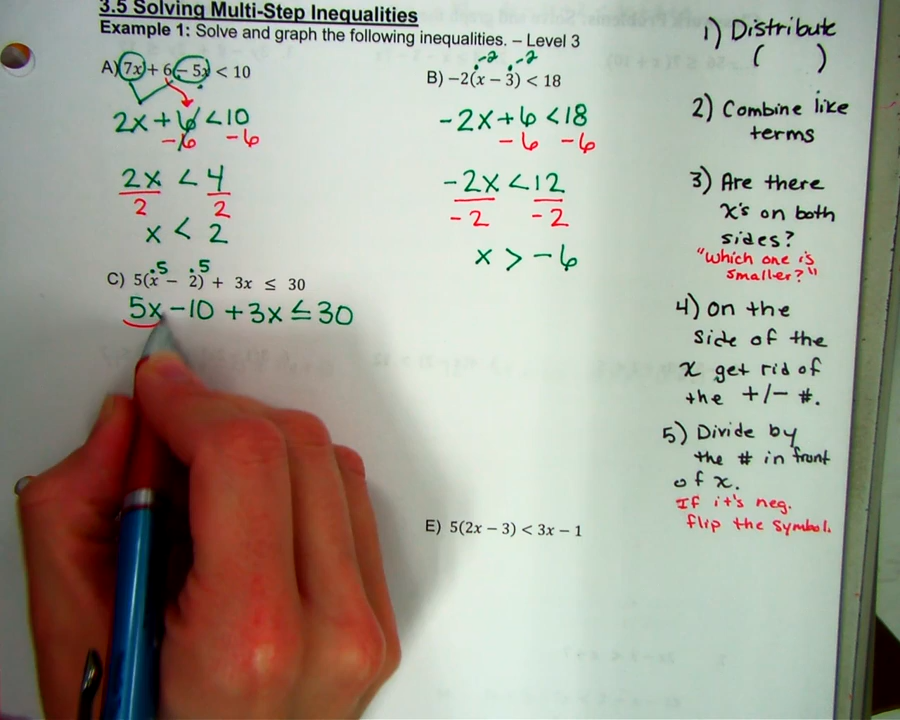 3.5 Solving Multi-Step Inequalities
Example 1: Solve and graph the following inequalities. – Level 3
A) 7x + 6 – 5x < 10
2x + 6 < 10
-6 -6
2x < 4
2 2
x < 2
B) –2(x – 3) < 18
·-2 ·-2
-2x+6 <18
-6 -6
-2x < 12
-2 -2
x > -6
C) 5(x – 2) + 3x ≤ 30
·5 ·5
5x -10 +3x ≤ 30
E) 5(2x – 3) < 3x – 1
1) Distribute
( )
2) Combine like
terms
3) Are there
x's on both
sides?
"which one is
smaller?"
4) On the
side of the
x get rid of
the +/- #.
5) Divide by
the # in front
of x.
If it's neg.
flip the symbol.